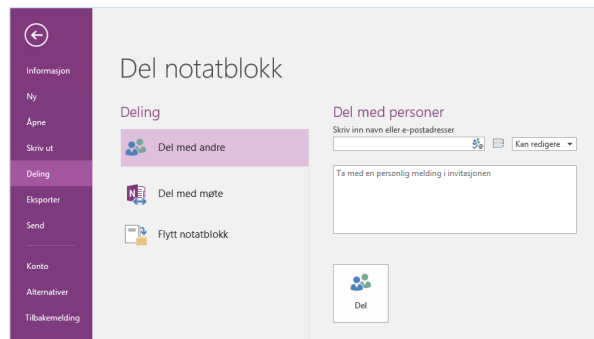 Informasjon
Ny
Åpne
Skriv ut
Deling
Eksporter
Send
Konto
Alternativer
Tilbakemelding
Del notatblokk
Deling
Del med andre
Del med møte
Flytt notatblokk
Del med personer
Skriv inn navn eller e-postadresser
Kan redigere
Ta med en personlig melding i invitasjonen
Del